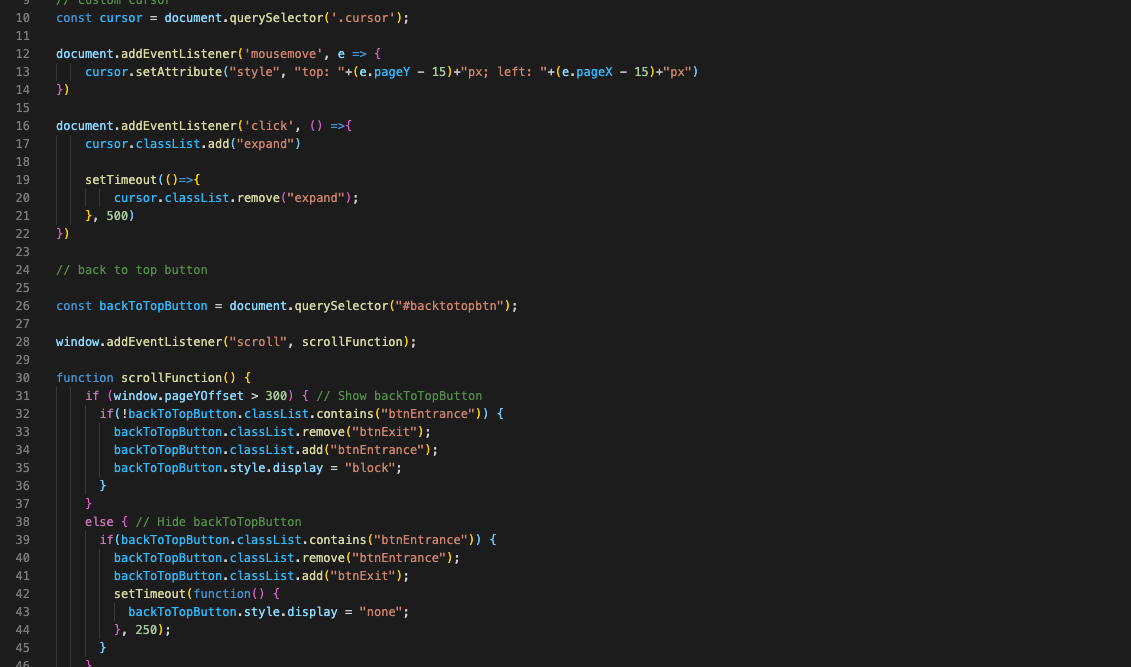 9 // custom cursor
10 const cursor = document.querySelector('.cursor');
11
12 document.addEventListener('mousemove', e => {
13 cursor.setAttribute("style", "top: "+(e.pageY - 15)+"px; left: "+(e.pageX - 15)+"px")
14 })
15
16 document.addEventListener('click', () =>{
17 cursor.classList.add("expand")
18
19 setTimeout(()=>{
20 cursor.classList.remove("expand");
21 }, 500)
22 })
23
24 // back to top button
25
26 const backToTopButton = document.querySelector("#backtotopbtn");
27
28 window.addEventListener("scroll", scrollFunction);
29
30 function scrollFunction() {
31 if (window.pageYOffset > 300) { // Show backToTopButton
32 if(!backToTopButton.classList.contains("btnEntrance")) {
33 backToTopButton.classList.remove("btnExit");
34 backToTopButton.classList.add("btnEntrance");
35 backToTopButton.style.display = "block";
36 }
37 }
38 else { // Hide backToTopButton
39 if(backToTopButton.classList.contains("btnEntrance")) {
40 backToTopButton.classList.remove("btnEntrance");
41 backToTopButton.classList.add("btnExit");
42 setTimeout(function() {
43 backToTopButton.style.display = "none";
44 }, 250);
45 }
46 }